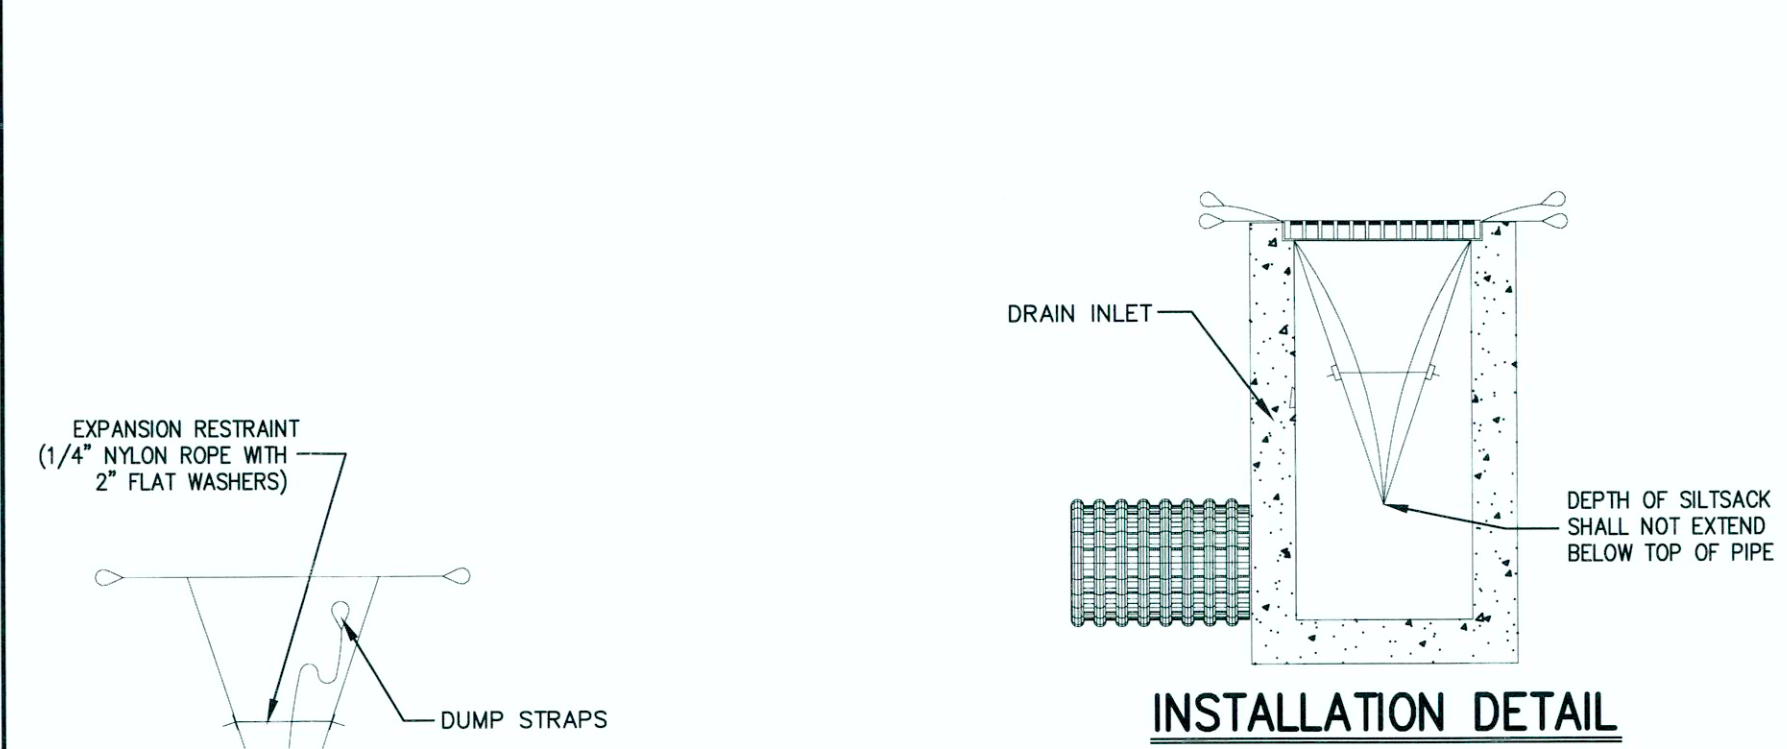 DRAIN INLET
EXPANSION RESTRAINT
(1/4" NYLON ROPE WITH
2" FLAT WASHERS)
DEPTH OF SILTSACK
SHALL NOT EXTEND
BELOW TOP OF PIPE
DUMP STRAPS
INSTALLATION DETAIL